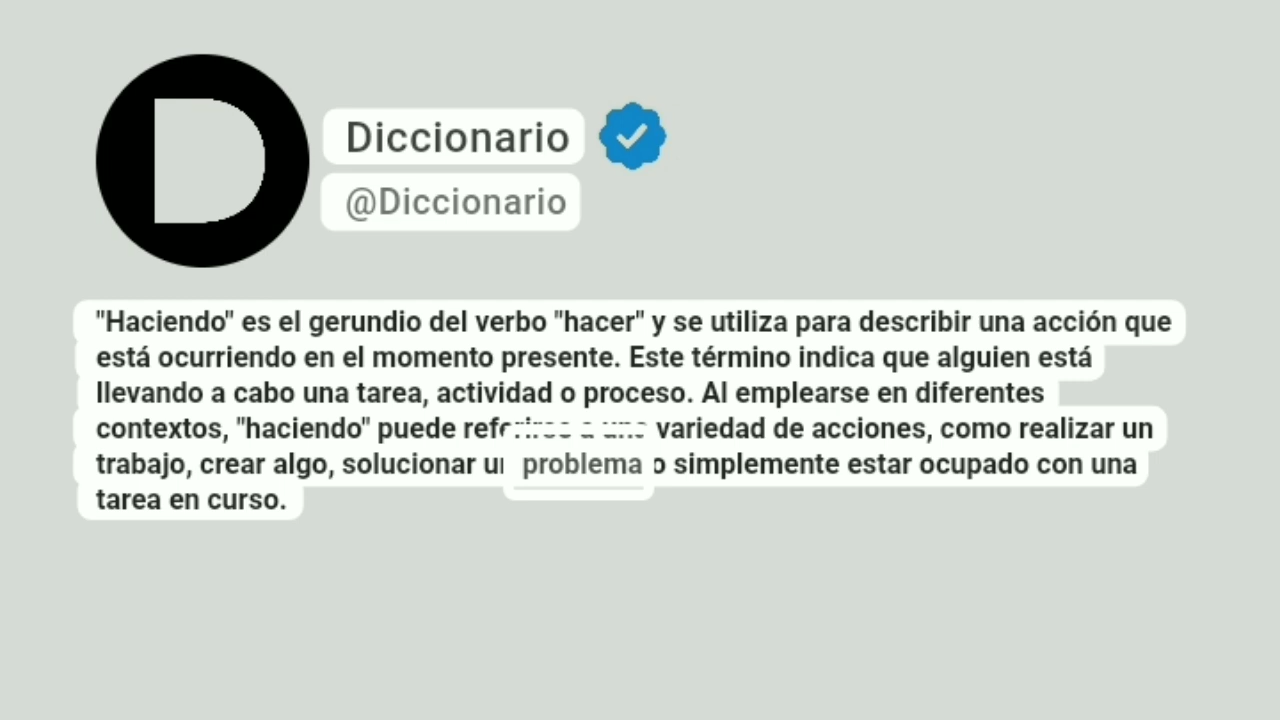 D
Diccionario
@Diccionario
"Haciendo" es el gerundio del verbo "hacer" y se utiliza para describir una acción que
está ocurriendo en el momento presente. Este término indica que alguien está
llevando a cabo una tarea, actividad o proceso. Al emplearse en diferentes
contextos, "haciendo" puede referirse a una variedad de acciones, como realizar un
trabajo, crear algo, solucionar un problema o simplemente estar ocupado con una
tarea en curso.